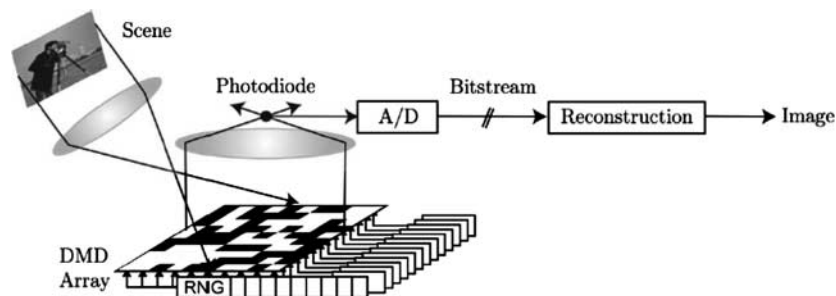 Scene
Photodiode
A/D
Bitstream
Reconstruction
Image
DMD
Array
RNG